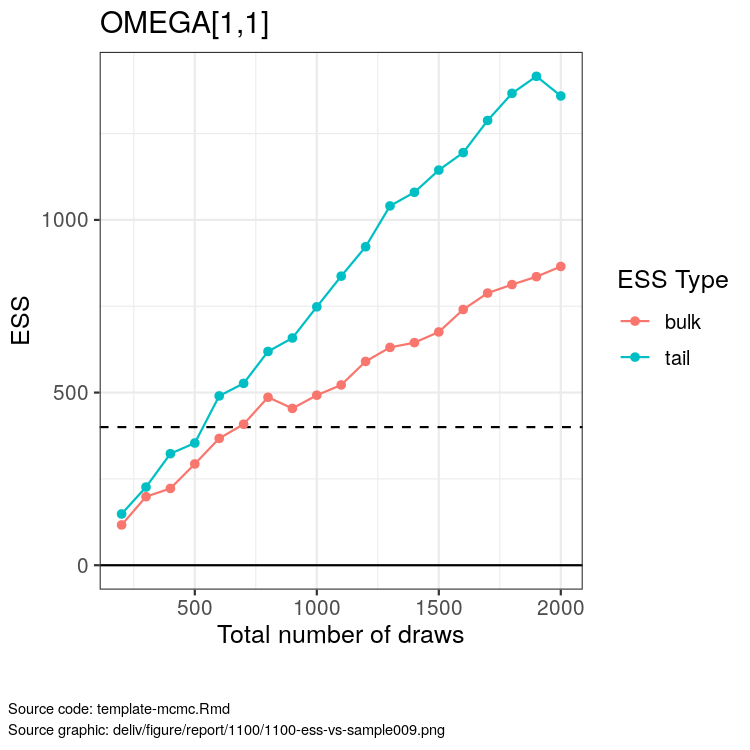 OMEGA[1,1]
ESS
1000
500
0
500
1000
1500
2000
Total number of draws
ESS Type
bulk
tail
Source code: template-mcmc.Rmd
Source graphic: deliv/figure/report/1100/1100-ess-vs-sample009.png